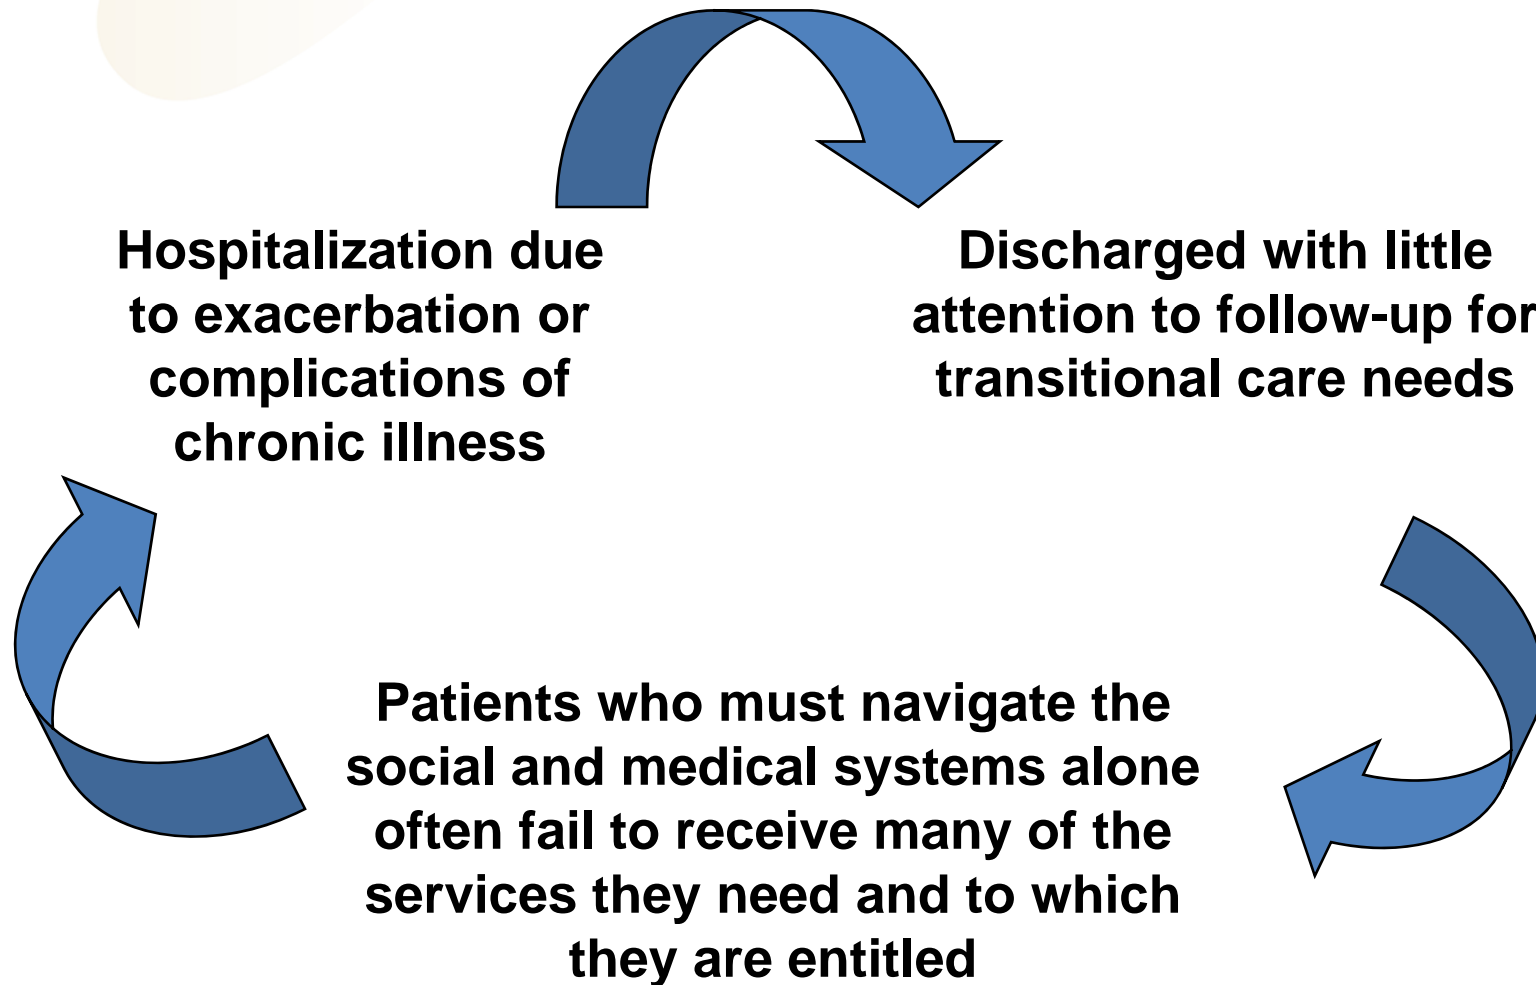 Hospitalization due
to exacerbation or
complications of
chronic illness
Discharged with little
attention to follow-up for
transitional care needs
Patients who must navigate the
social and medical systems alone
often fail to receive many of the
services they need and to which
they are entitled